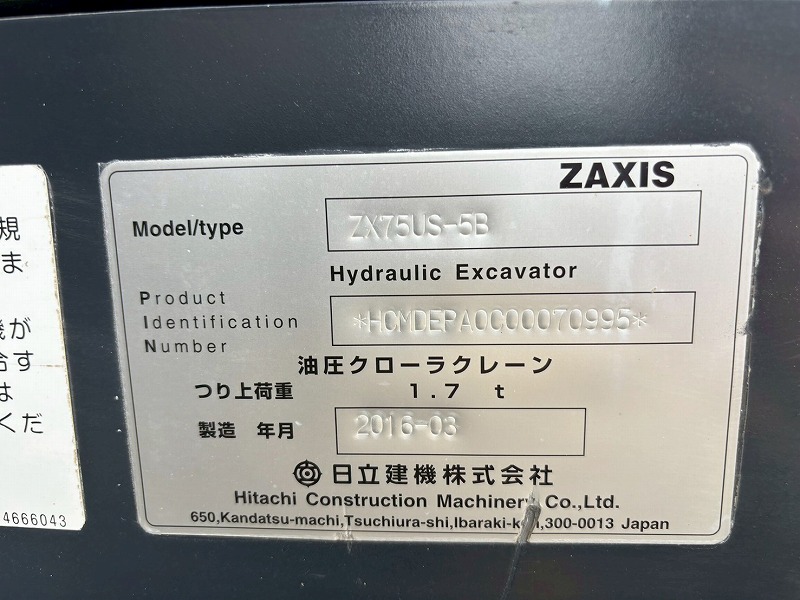 ZAXIS
Model/type ZX75US-5B
Hydraulic Excavator
Product
Identification *HCMDEPA0C00070995*
Number
油圧クローラクレーン
つり上荷重 1.7 t
製造 年月 2016-03
日立建機株式会社
Hitachi Construction Machinery Co.,Ltd.
650,Kandatsu-machi,Tsuchiura-shi,Ibaraki-ken,300-0013 Japan
規
ま
機が
合す
は
くだ
4666043